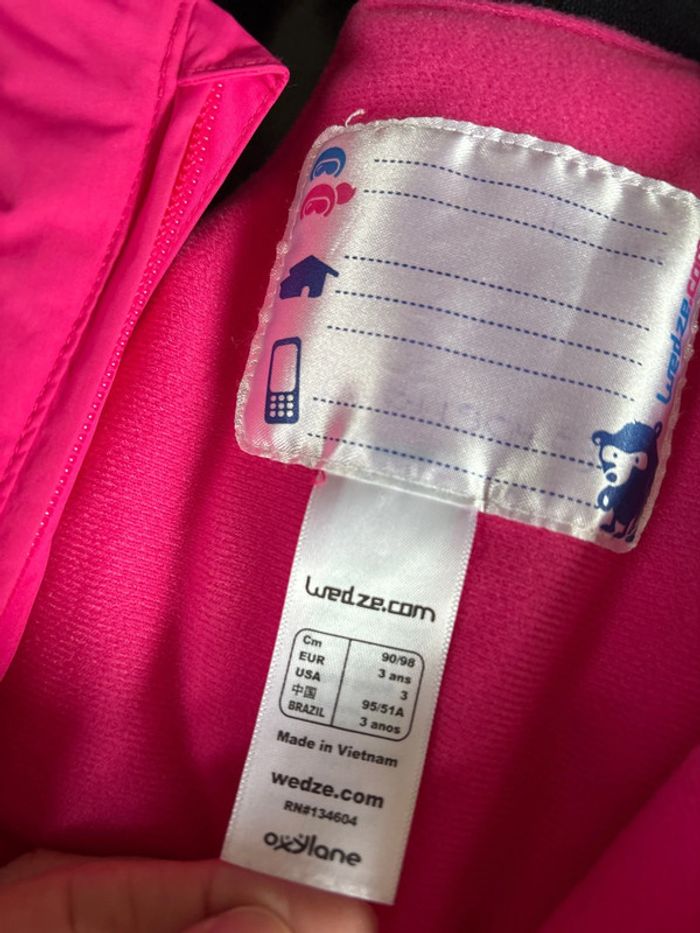 wedze.com
wedze.com
Cm 90/98
EUR 3 ans
USA 3
中国 95/51A
BRAZIL 3 anos
Made in Vietnam
wedze.com
RN#134604
oxylane